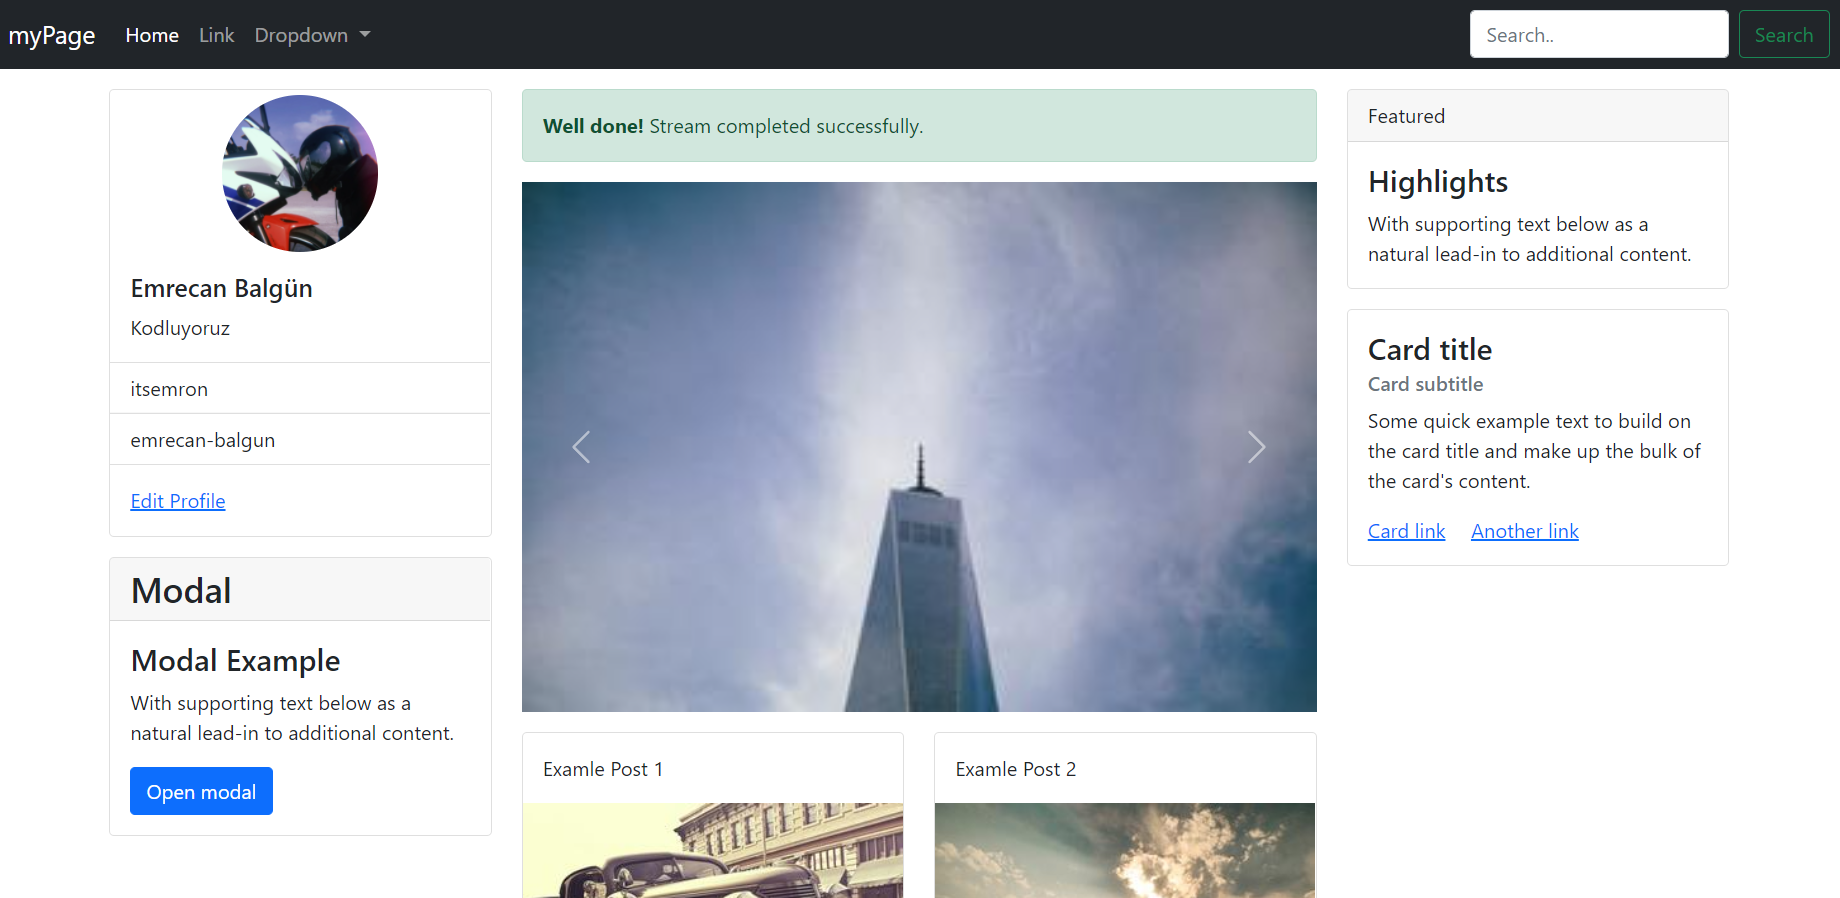 myPage Home Link Dropdown Search.. Search
Emrecan Balgün
Kodluyoruz
itsemron
emrecan-balgun
Edit Profile
Modal
Modal Example
With supporting text below as a
natural lead-in to additional content.
Open modal
Well done! Stream completed successfully.
Examle Post 1
Examle Post 2
Featured
Highlights
With supporting text below as a
natural lead-in to additional content.
Card title
Card subtitle
Some quick example text to build on
the card title and make up the bulk of
the card's content.
Card link Another link